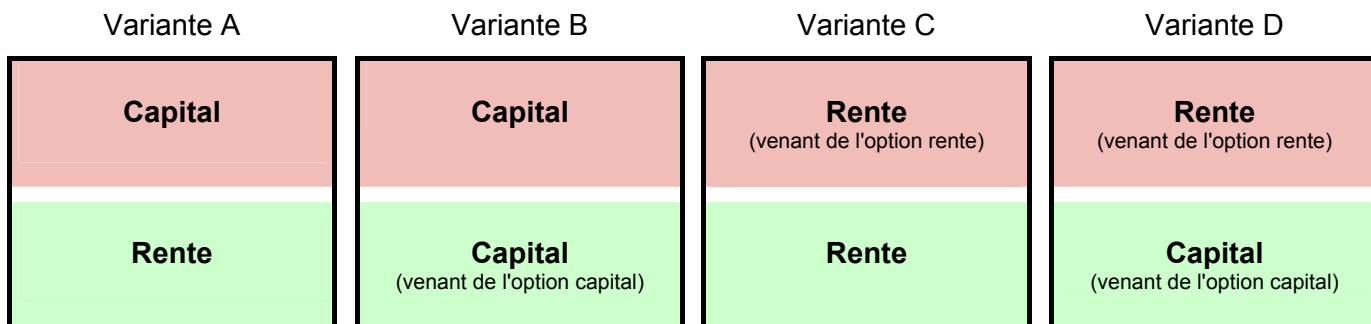 Variante A
Variante B
Variante C
Variante D
Capital
Capital
Rente
(venant de l'option rente)
Rente
(venant de l'option rente)
Rente
Capital
(venant de l'option capital)
Rente
Capital
(venant de l'option capital)